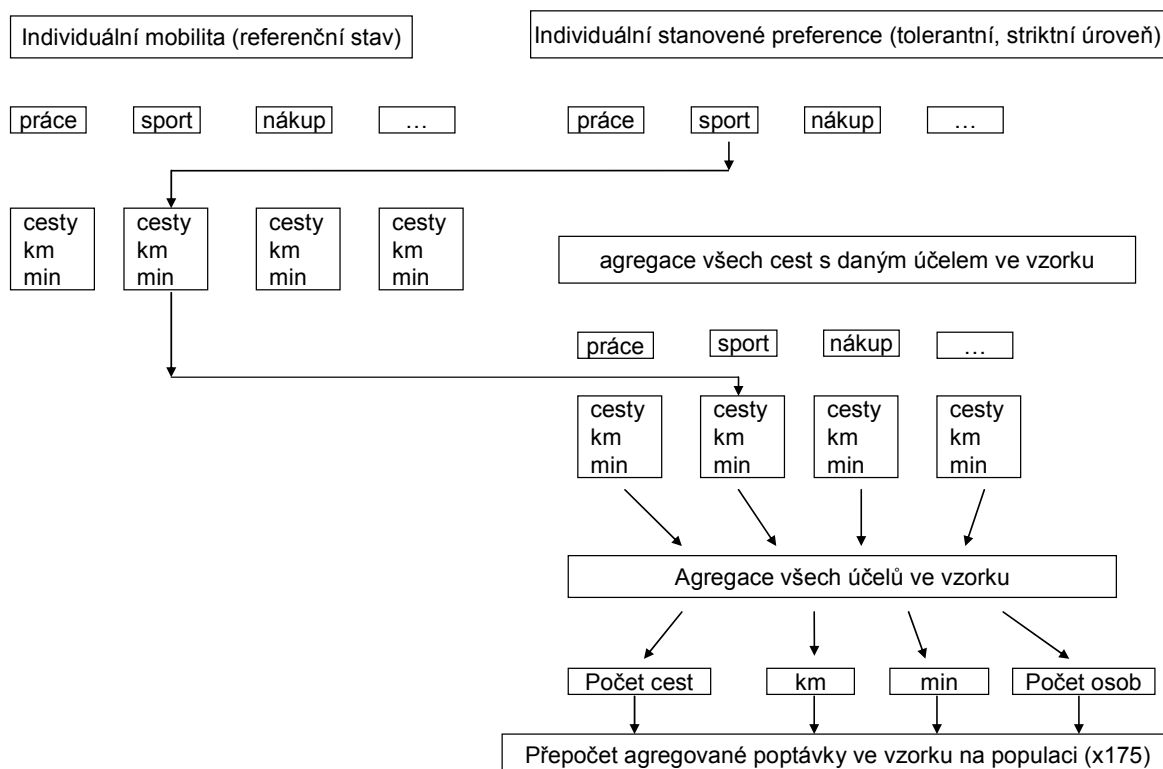 Individuální mobilita (referenční stav)
Individuální stanovené preference (tolerantní, striktní úroveň)
práce
sport
nákup
…
práce
sport
nákup
…
cesty
km
min
cesty
km
min
cesty
km
min
cesty
km
min
agregace všech cest s daným účelem ve vzorku
práce
sport
nákup
…
cesty
km
min
cesty
km
min
cesty
km
min
cesty
km
min
Agregace všech účelů ve vzorku
Počet cest
km
min
Počet osob
Přepočet agregované poptávky ve vzorku na populaci (x175)